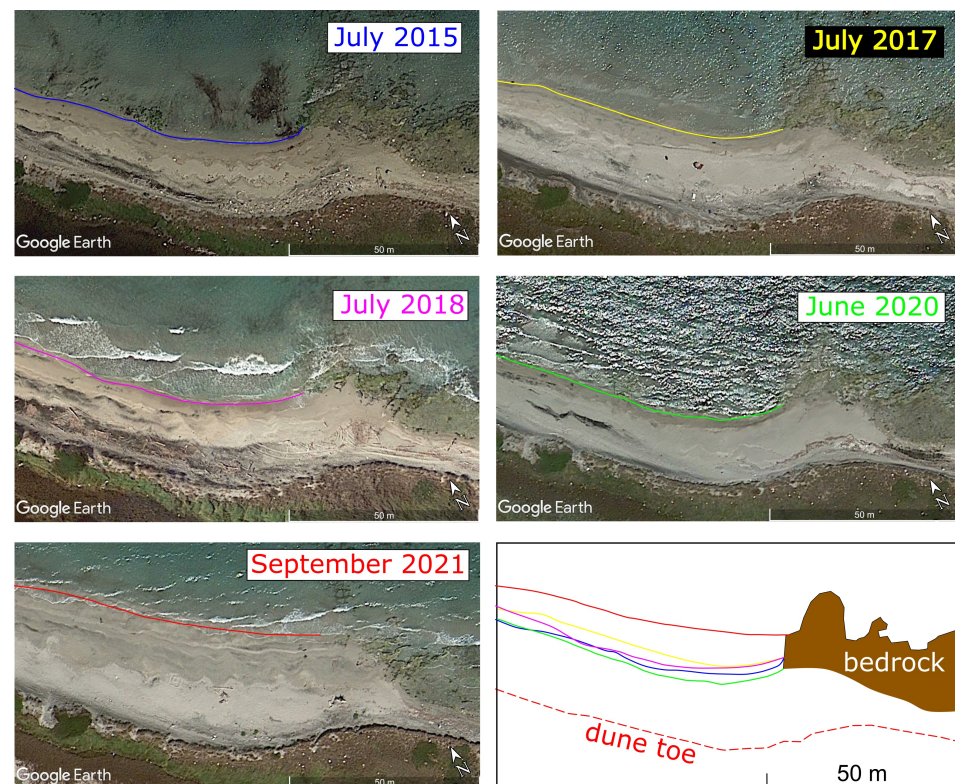 July 2015
N
Google Earth
50 m
July 2017
N
Google Earth
50 m
July 2018
N
Google Earth
50 m
June 2020
N
Google Earth
50 m
September 2021
N
Google Earth
50 m
bedrock
dune toe
50 m